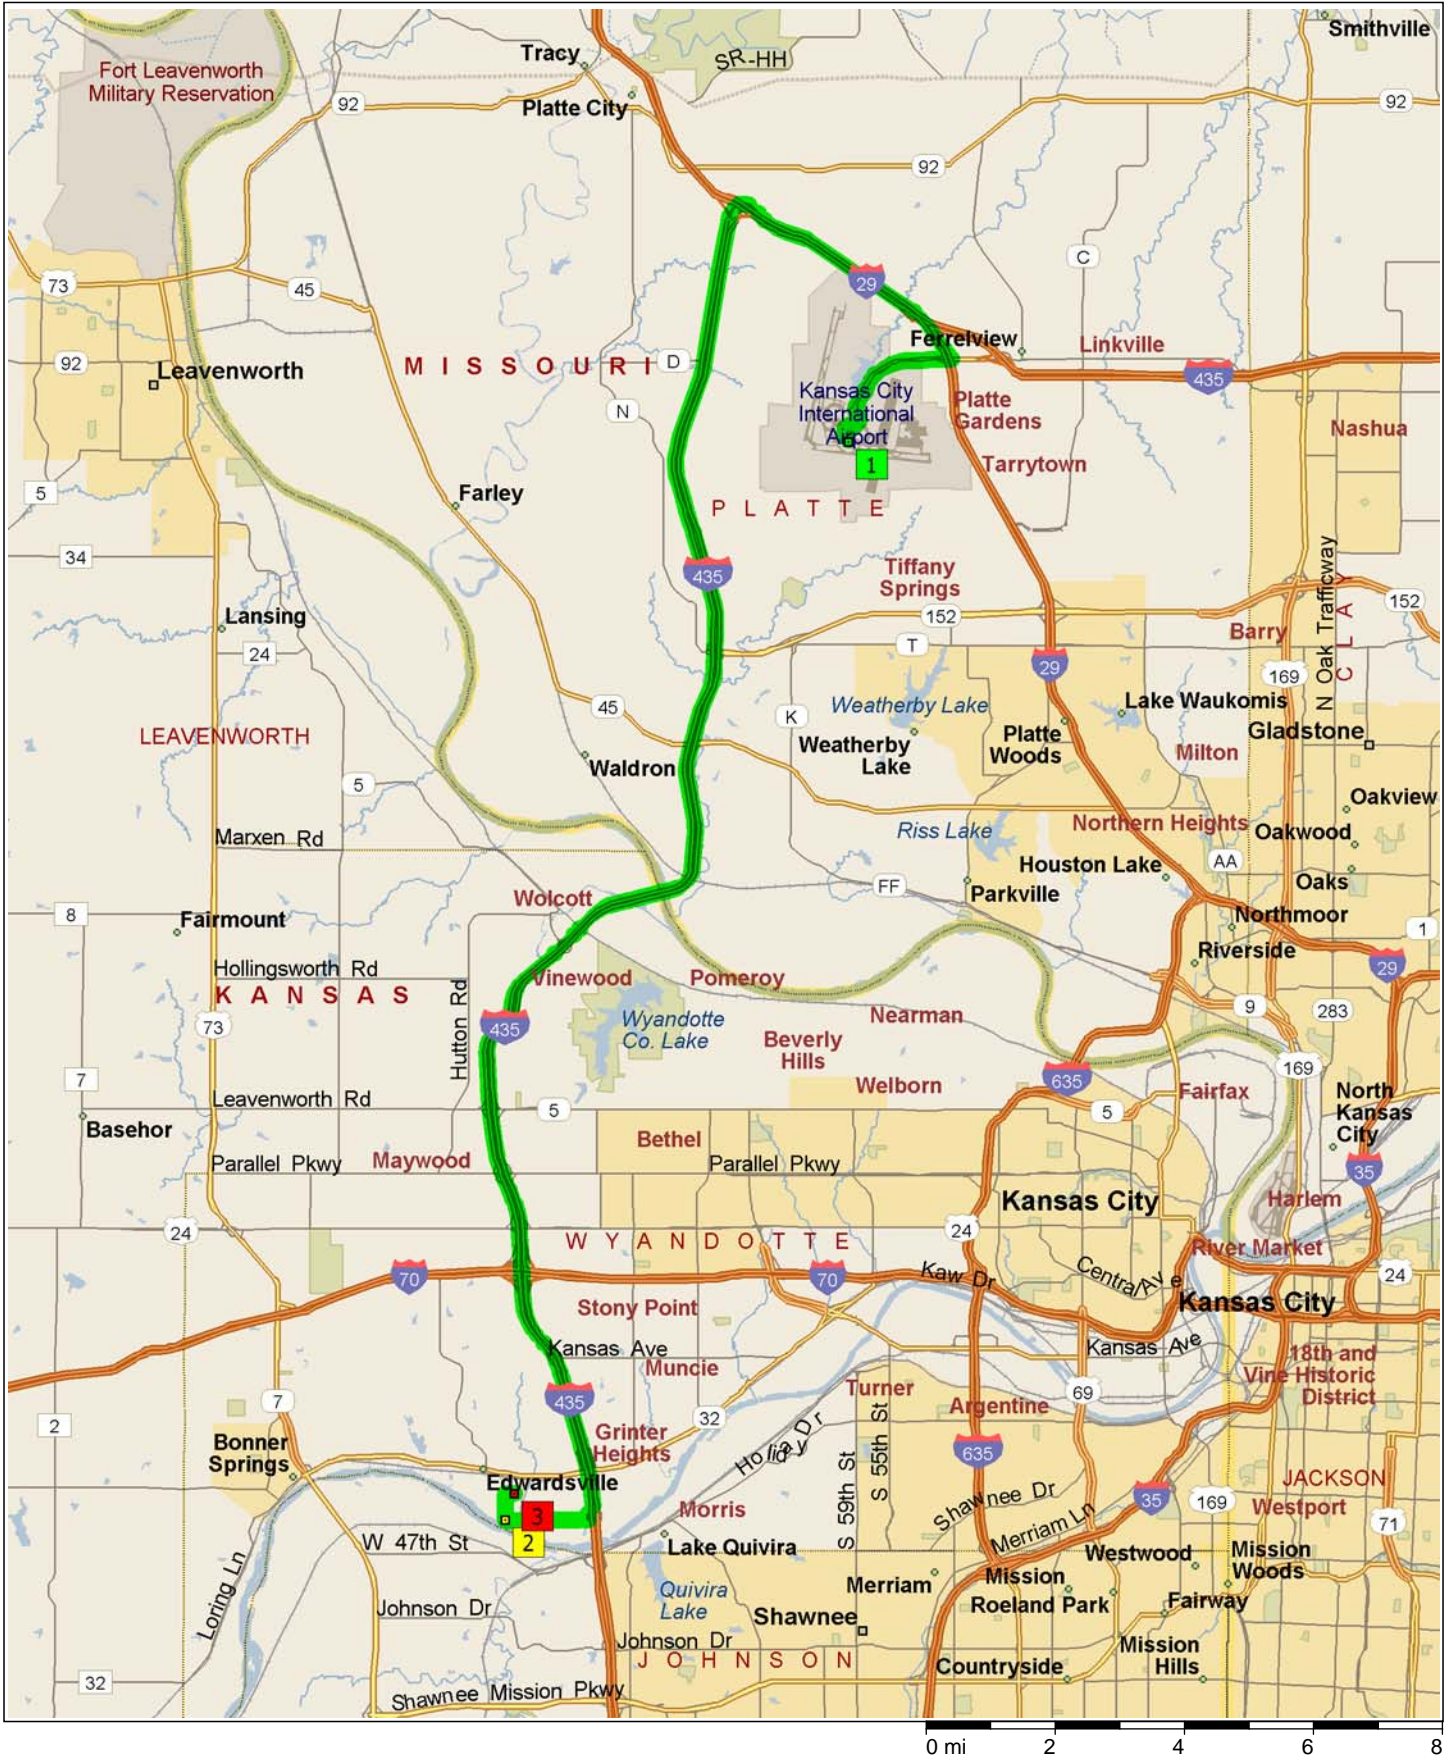 Smithville
Tracy
SR-HH
Fort Leavenworth
Military Reservation
92
Platte City
92
92
29
C
73
45
Ferrelview
Linkville
92
Leavenworth
MISSOURI
D
435
Kansas City
International
Airport
Platte
Gardens
N
Nashua
1
Tarrytown
5
Farley
PLATTE
34
435
Tiffany
Springs
N Oak Trafficway
CLAY
152
152
Lansing
24
T
Barry
29
169
45
K
Weatherby Lake
Lake Waukomis
LEAVENWORTH
Weatherby
Lake
Platte
Woods
Gladstone
Milton
Waldron
5
Oakview
Marxen Rd
Riss Lake
Northern Heights
Oakwood
Houston Lake
AA
Wolcott
FF
Parkville
Oaks
8
Fairmount
Northmoor
1
Riverside
Hollingsworth Rd
Vinewood
Pomeroy
29
KANSAS
Hutton Rd
73
435
Wyandotte
Co. Lake
Nearman
9
283
Beverly
Hills
7
635
169
Welborn
Fairfax
North
Kansas
City
Leavenworth Rd
5
5
Basehor
Bethel
Parallel Pkwy
Maywood
Parallel Pkwy
35
Kansas City
Harlem
24
24
WYANDOTTE
River Market
70
70
Kaw Dr
Central Ave
24
Stony Point
Kansas City
Kansas Ave
Kansas Ave
Muncie
18th and
Vine Historic
District
435
Turner
69
7
2
32
Argentine
Grinter
Heights
Holiday Dr
S 59th St
S 55th St
635
Bonner
Springs
Edwardsville
JACKSON
35
169
Westport
3
Morris
Shawnee Dr
71
2
W 47th St
Lake Quivira
Merriam Ln
Westwood
Mission
Woods
Loring Ln
Quivira
Lake
Merriam
Mission
Roeland Park
Fairway
Johnson Dr
Shawnee
Johnson Dr
Mission
Hills
JOHNSON
Countryside
32
Shawnee Mission Pkwy
0 mi 2 4 6 8